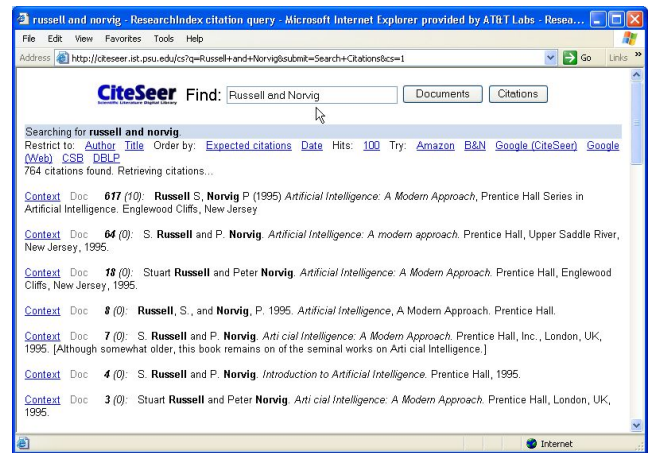 russell and norvig - ResearchIndex citation query - Microsoft Internet Explorer provided by AT&T Labs - Resea...
File Edit View Favorites Tools Help
Address http://citeseer.ist.psu.edu/cs?q=Russell+and+Norvig&submit=Search+Citations&cs=1 Go Links »
CiteSeer Find: Russell and Norvig Documents Citations
Scientific Literature Digital Library
Searching for russell and norvig.
Restrict to: Author Title Order by: Expected citations Date Hits: 100 Try: Amazon B&N Google (CiteSeer) Google
(Web) CSB DBLP
764 citations found. Retrieving citations...
Context Doc 617 (10): Russell S, Norvig P (1995) Artificial Intelligence: A Modern Approach, Prentice Hall Series in
Artificial Intelligence. Englewood Cliffs, New Jersey
Context Doc 64 (0): S. Russell and P. Norvig. Artificial Intelligence: A modern approach. Prentice Hall, Upper Saddle River,
New Jersey, 1995.
Context Doc 18 (0): Stuart Russell and Peter Norvig. Artificial Intelligence: A Modern Approach. Prentice Hall, Englewood
Cliffs, New Jersey, 1995.
Context Doc 8 (0): Russell, S., and Norvig, P. 1995. Artificial Intelligence, A Modern Approach. Prentice Hall.
Context Doc 7 (0): S. Russell and P. Norvig. Arti cial Intelligence: A Modern Approach. Prentice Hall, Inc., London, UK,
1995. [Although somewhat older, this book remains on of the seminal works on Arti cial Intelligence.]
Context Doc 4 (0): S. Russell and P. Norvig. Introduction to Artificial Intelligence. Prentice Hall, 1995.
Context Doc 3 (0): Stuart Russell and Peter Norvig. Arti cial Intelligence: A Modern Approach. Prentice Hall, London, UK,
1995.
Internet